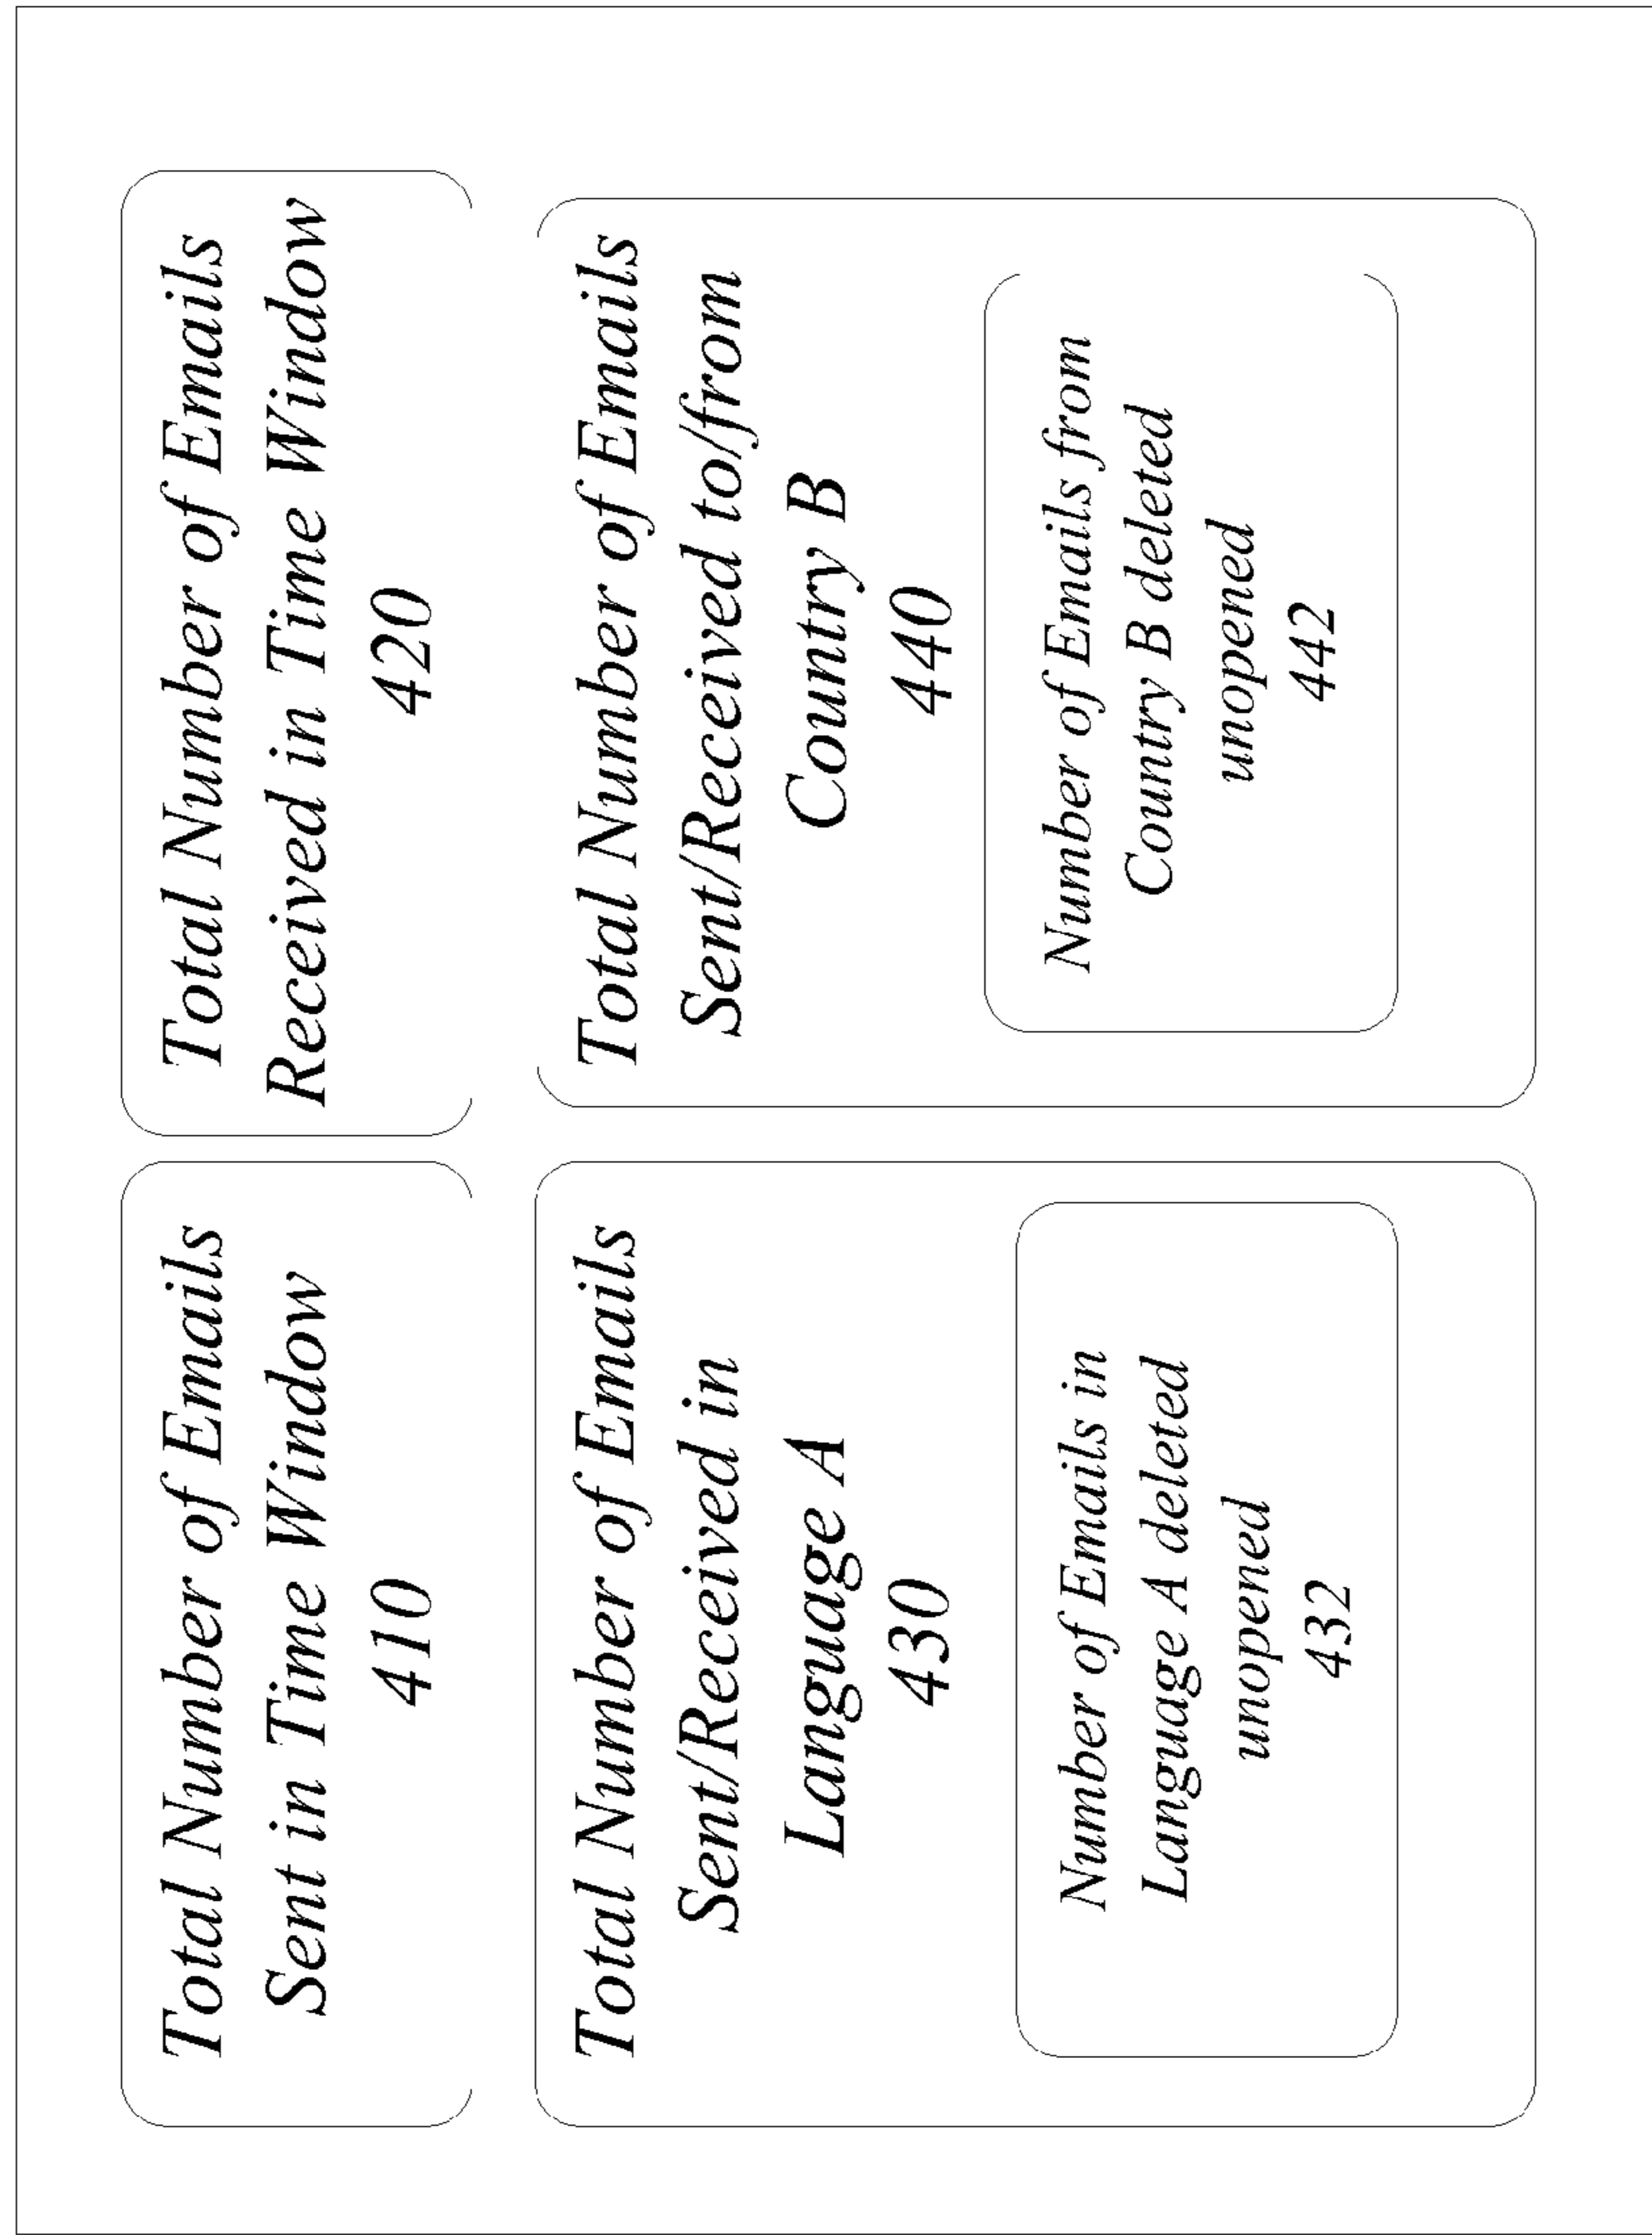 Total Number of Emails
Sent in Time Window
410
Total Number of Emails
Received in Time Window
420
Total Number of Emails
Sent/Received in
Language A
430
Number of Emails in
Language A deleted
unopened
432
Total Number of Emails
Sent/Received to/from
Country B
440
Number of Emails from
Country B deleted
unopened
442